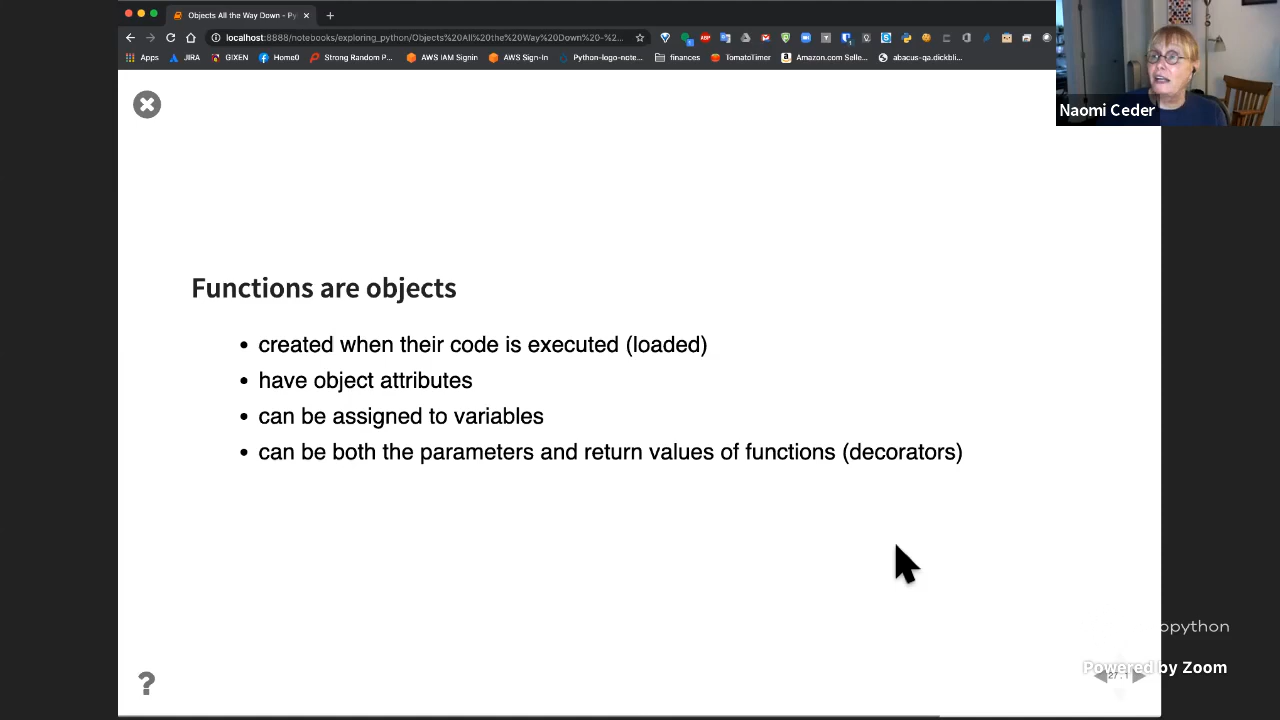 Objects All the Way Down - Py
localhost:8888/notebooks/exploring_python/Objects%20All%20the%20Way%20Down%20-%2...
Apps
JIRA
GIXEN
Home0
Strong Random P...
AWS IAM Signin
AWS Sign-In
Python-logo-note...
finances
TomatoTimer
Amazon.com Selle...
abacus-qa.dickbli...
Naomi Ceder
Functions are objects
• created when their code is executed (loaded)
• have object attributes
• can be assigned to variables
• can be both the parameters and return values of functions (decorators)
opython
Powered by Zoom
27.1
?